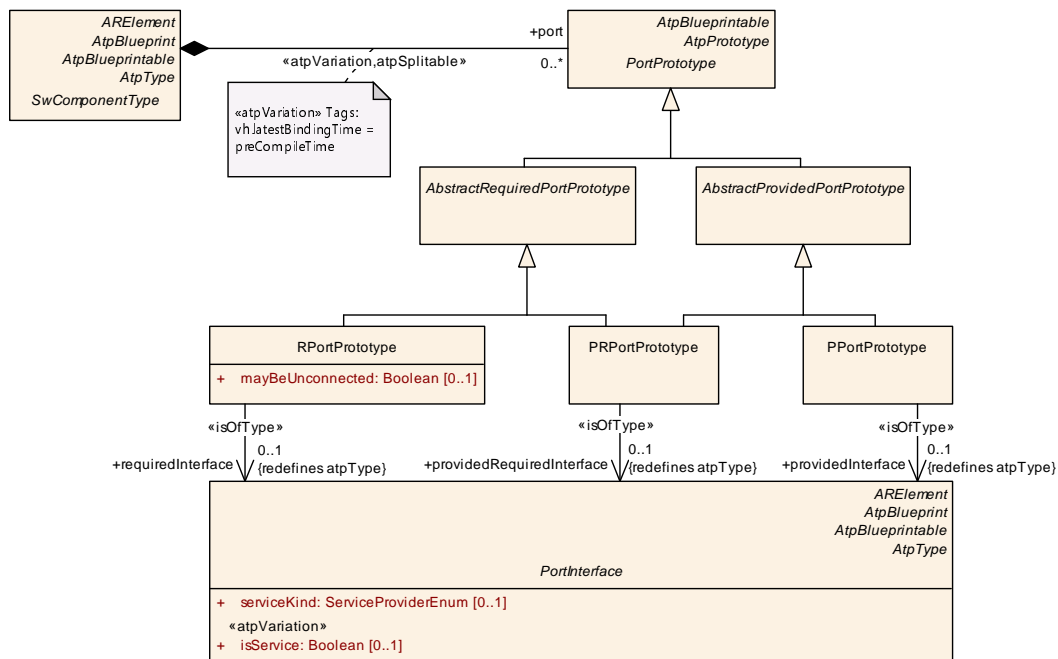 ARElement
AtpBlueprint
AtpBlueprintable
AtpType
SwComponentType
+port
0..*
«atpVariation,atpSplitable»
AtpBlueprintable
AtpPrototype
PortPrototype
«atpVariation» Tags:
vh.latestBindingTime =
preCompileTime
AbstractRequiredPortPrototype
AbstractProvidedPortPrototype
RPortPrototype
+ mayBeUnconnected: Boolean [0..1]
PRPortPrototype
PPortPrototype
«isOfType»
+requiredInterface
0..1
{redefines atpType}
«isOfType»
+providedRequiredInterface
0..1
{redefines atpType}
«isOfType»
+providedInterface
0..1
{redefines atpType}
ARElement
AtpBlueprint
AtpBlueprintable
AtpType
PortInterface
+ serviceKind: ServiceProviderEnum [0..1]
«atpVariation»
+ isService: Boolean [0..1]